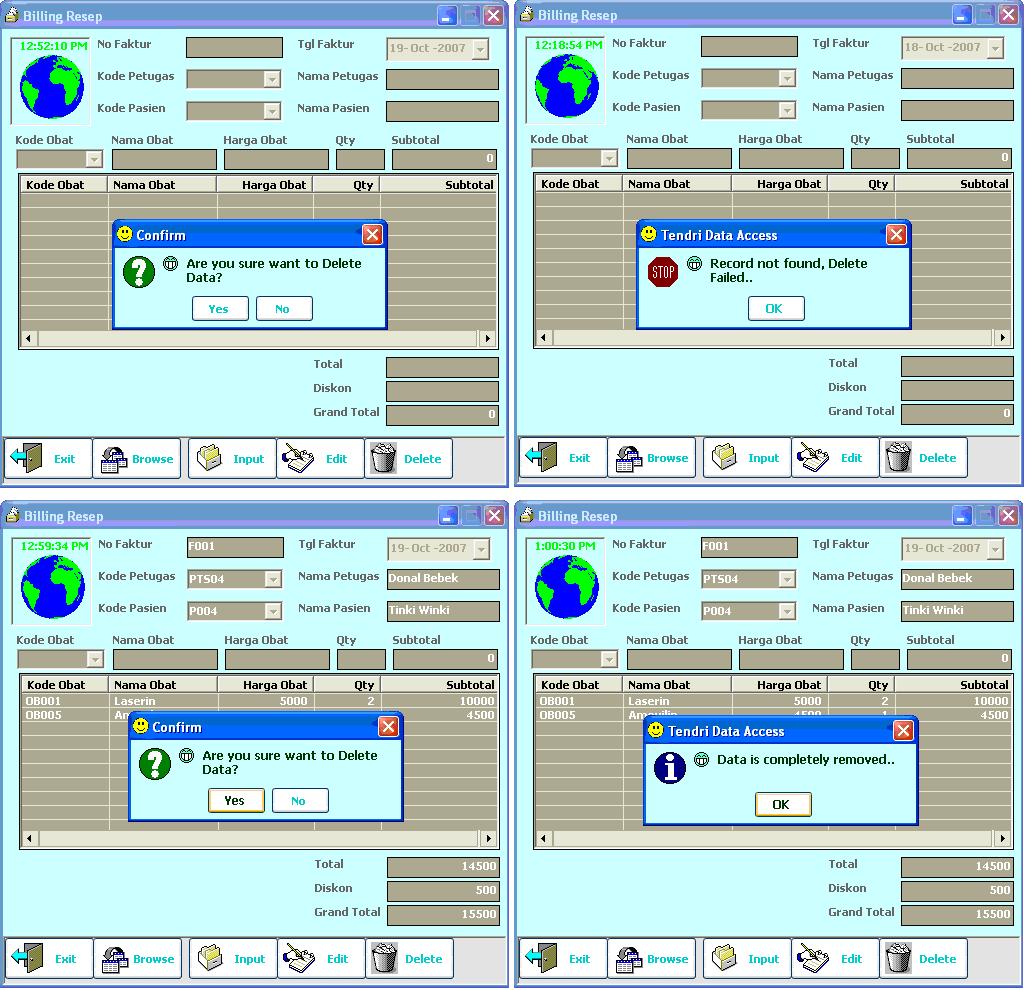 Billing Resep
12:52:10 PM No Faktur Tgl Faktur 19-Oct-2007
Kode Petugas Nama Petugas
Kode Pasien Nama Pasien
Kode Obat Nama Obat Harga Obat Qty Subtotal
0
Kode Obat Nama Obat Harga Obat Qty Subtotal
Confirm
Are you sure want to Delete
Data?
Yes No
Total
Diskon
Grand Total 0
Exit Browse Input Edit Delete
Billing Resep
12:18:54 PM No Faktur Tgl Faktur 18-Oct-2007
Kode Petugas Nama Petugas
Kode Pasien Nama Pasien
Kode Obat Nama Obat Harga Obat Qty Subtotal
0
Kode Obat Nama Obat Harga Obat Qty Subtotal
Tendri Data Access
STOP Record not found, Delete
Failed..
OK
Total
Diskon
Grand Total 0
Exit Browse Input Edit Delete
Billing Resep
12:59:34 PM No Faktur F001 Tgl Faktur 19-Oct-2007
Kode Petugas PTS04 Nama Petugas Donal Bebek
Kode Pasien P004 Nama Pasien Tinki Winki
Kode Obat Nama Obat Harga Obat Qty Subtotal
0
Kode Obat Nama Obat Harga Obat Qty Subtotal
OB001 Laserin 5000 2 10000
OB005 4500
Confirm
Are you sure want to Delete
Data?
Yes No
Total 14500
Diskon 500
Grand Total 15500
Exit Browse Input Edit Delete
Billing Resep
1:00:30 PM No Faktur F001 Tgl Faktur 19-Oct-2007
Kode Petugas PTS04 Nama Petugas Donal Bebek
Kode Pasien P004 Nama Pasien Tinki Winki
Kode Obat Nama Obat Harga Obat Qty Subtotal
0
Kode Obat Nama Obat Harga Obat Qty Subtotal
OB001 Laserin 5000 2 10000
OB005 4500 1 4500
Tendri Data Access
Data is completely removed..
OK
Total 14500
Diskon 500
Grand Total 15500
Exit Browse Input Edit Delete